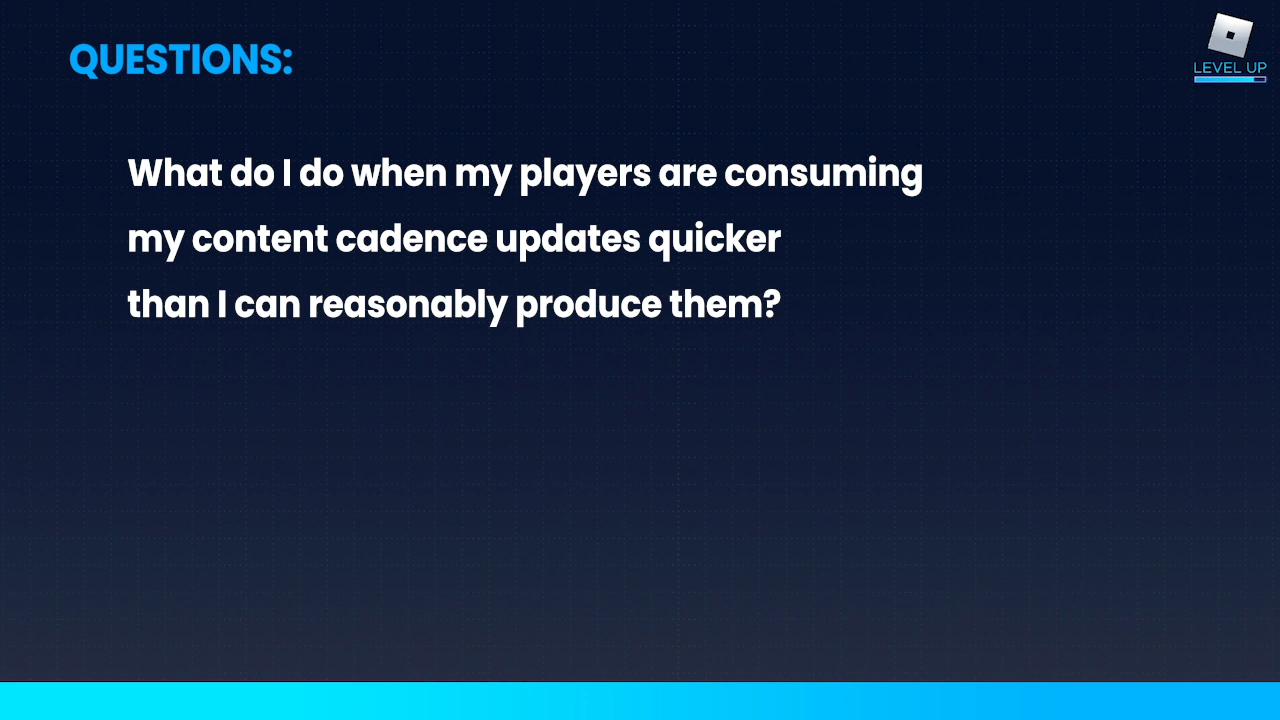 QUESTIONS:
LEVEL UP
What do I do when my players are consuming
my content cadence updates quicker
than I can reasonably produce them?